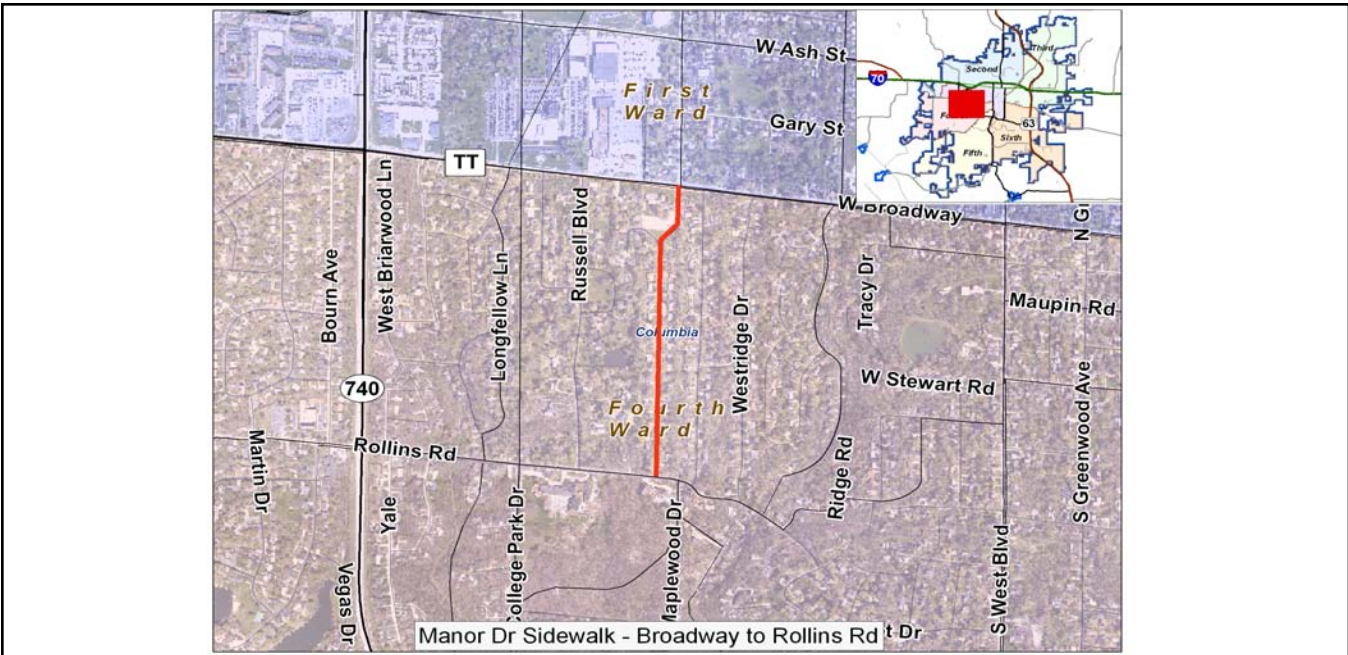 W Ash St
First
Ward
Gary St
TT
W Broadway
Bourn Ave
West Briarwood Ln
Longfellow Ln
Russell Blvd
Columbia
Westridge Dr
Tracy Dr
Maupin Rd
W Stewart Rd
740
Fourth
Ward
Rollins Rd
Martin Dr
Yale
Vegas Dr
College Park Dr
Maplewood Dr
Ridge Rd
S West Blvd
S Greenwood Ave
Dr
Manor Dr Sidewalk - Broadway to Rollins Rd
70
Second
Third
63
Sixth
Fifth